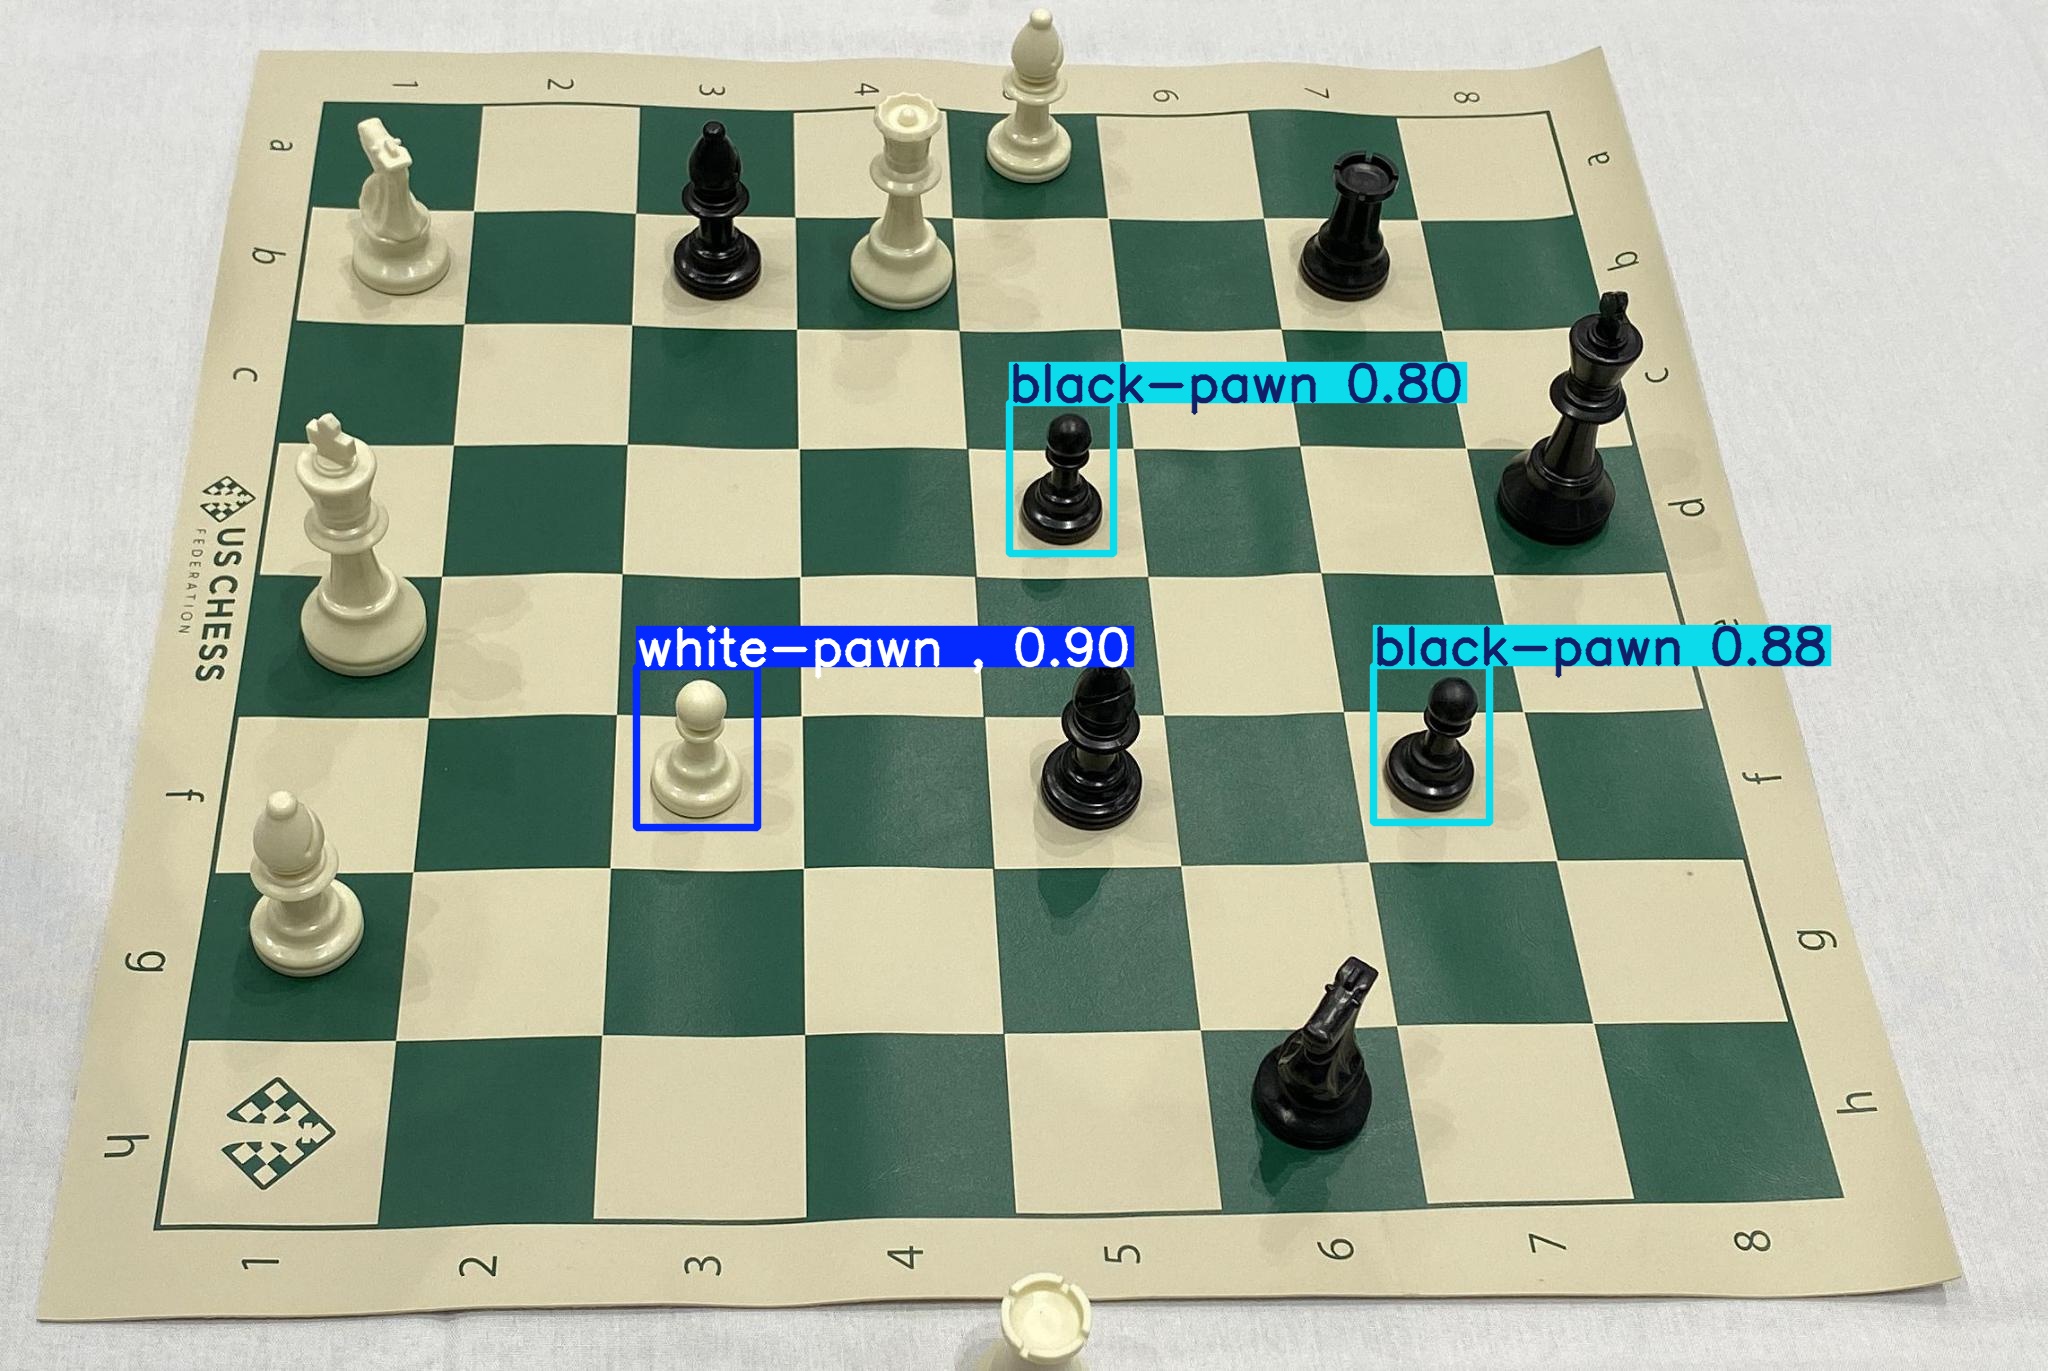 1 2 3 4 6 7 8
a a
b b
c c
black-pawn 0.80
d
US CHESS
FEDERATION
white-pawn , 0.90
black-pawn 0.88
f f
g g
h h
1 2 3 4 5 6 7 8